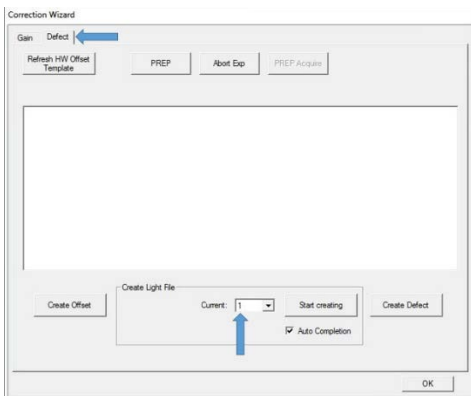 Correction Wizard
Gain Defect
Refresh HW Offset
Template
PREP Abort Exp PREP Acquire
Create Light File
Create Offset Current: 1 Start creating Create Defect
Auto Completion
OK